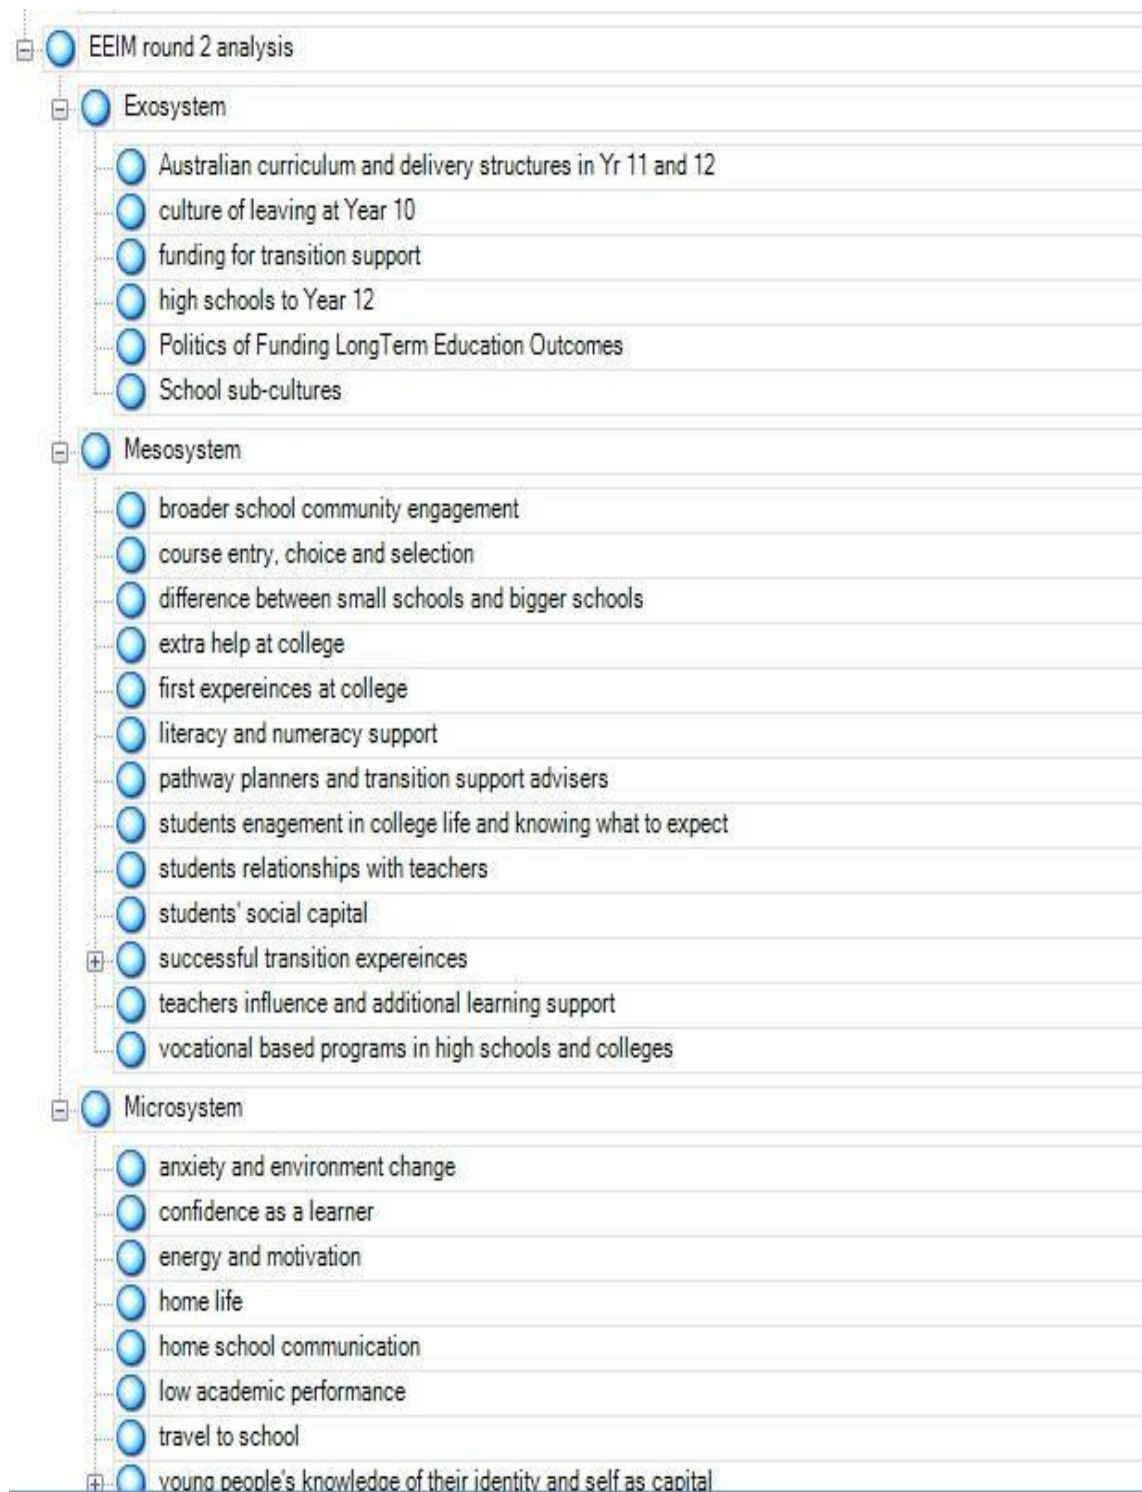 EEIM round 2 analysis
Exosystem
Australian curriculum and delivery structures in Yr 11 and 12
culture of leaving at Year 10
funding for transition support
high schools to Year 12
Politics of Funding LongTerm Education Outcomes
School sub-cultures
Mesosystem
broader school community engagement
course entry, choice and selection
difference between small schools and bigger schools
extra help at college
first expereinces at college
literacy and numeracy support
pathway planners and transition support advisers
students enagement in college life and knowing what to expect
students relationships with teachers
students' social capital
successful transition expereinces
teachers influence and additional learning support
vocational based programs in high schools and colleges
Microsystem
anxiety and environment change
confidence as a learner
energy and motivation
home life
home school communication
low academic performance
travel to school
young people's knowledge of their identity and self as capital